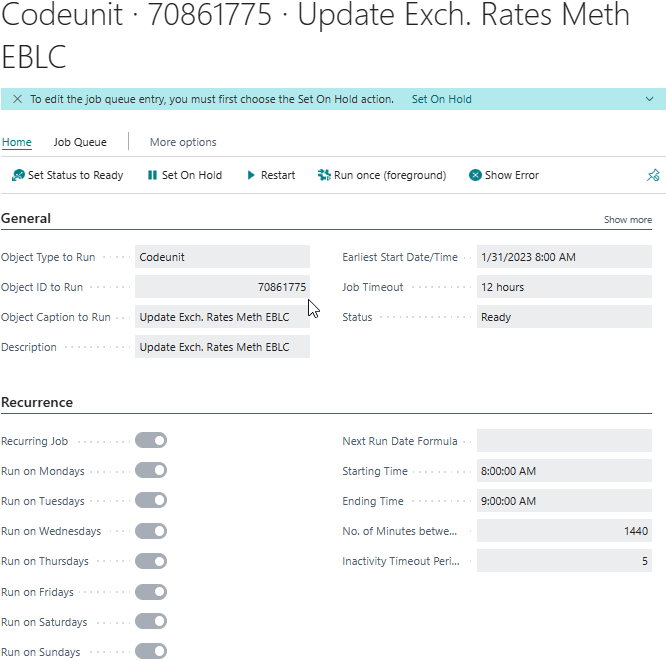 Codeunit · 70861775 · Update Exch. Rates Meth
EBLC
To edit the job queue entry, you must first choose the Set On Hold action. Set On Hold
Home Job Queue More options
Set Status to Ready Set On Hold Restart Run once (foreground) Show Error
General Show more
Object Type to Run Codeunit Earliest Start Date/Time 1/31/2023 8:00 AM
Object ID to Run 70861775 Job Timeout 12 hours
Object Caption to Run Update Exch. Rates Meth EBLC Status Ready
Description Update Exch. Rates Meth EBLC
Recurrence
Recurring Job Next Run Date Formula
Run on Mondays Starting Time 8:00:00 AM
Run on Tuesdays Ending Time 9:00:00 AM
Run on Wednesdays No. of Minutes betwe... 1440
Run on Thursdays Inactivity Timeout Peri... 5
Run on Fridays
Run on Saturdays
Run on Sundays